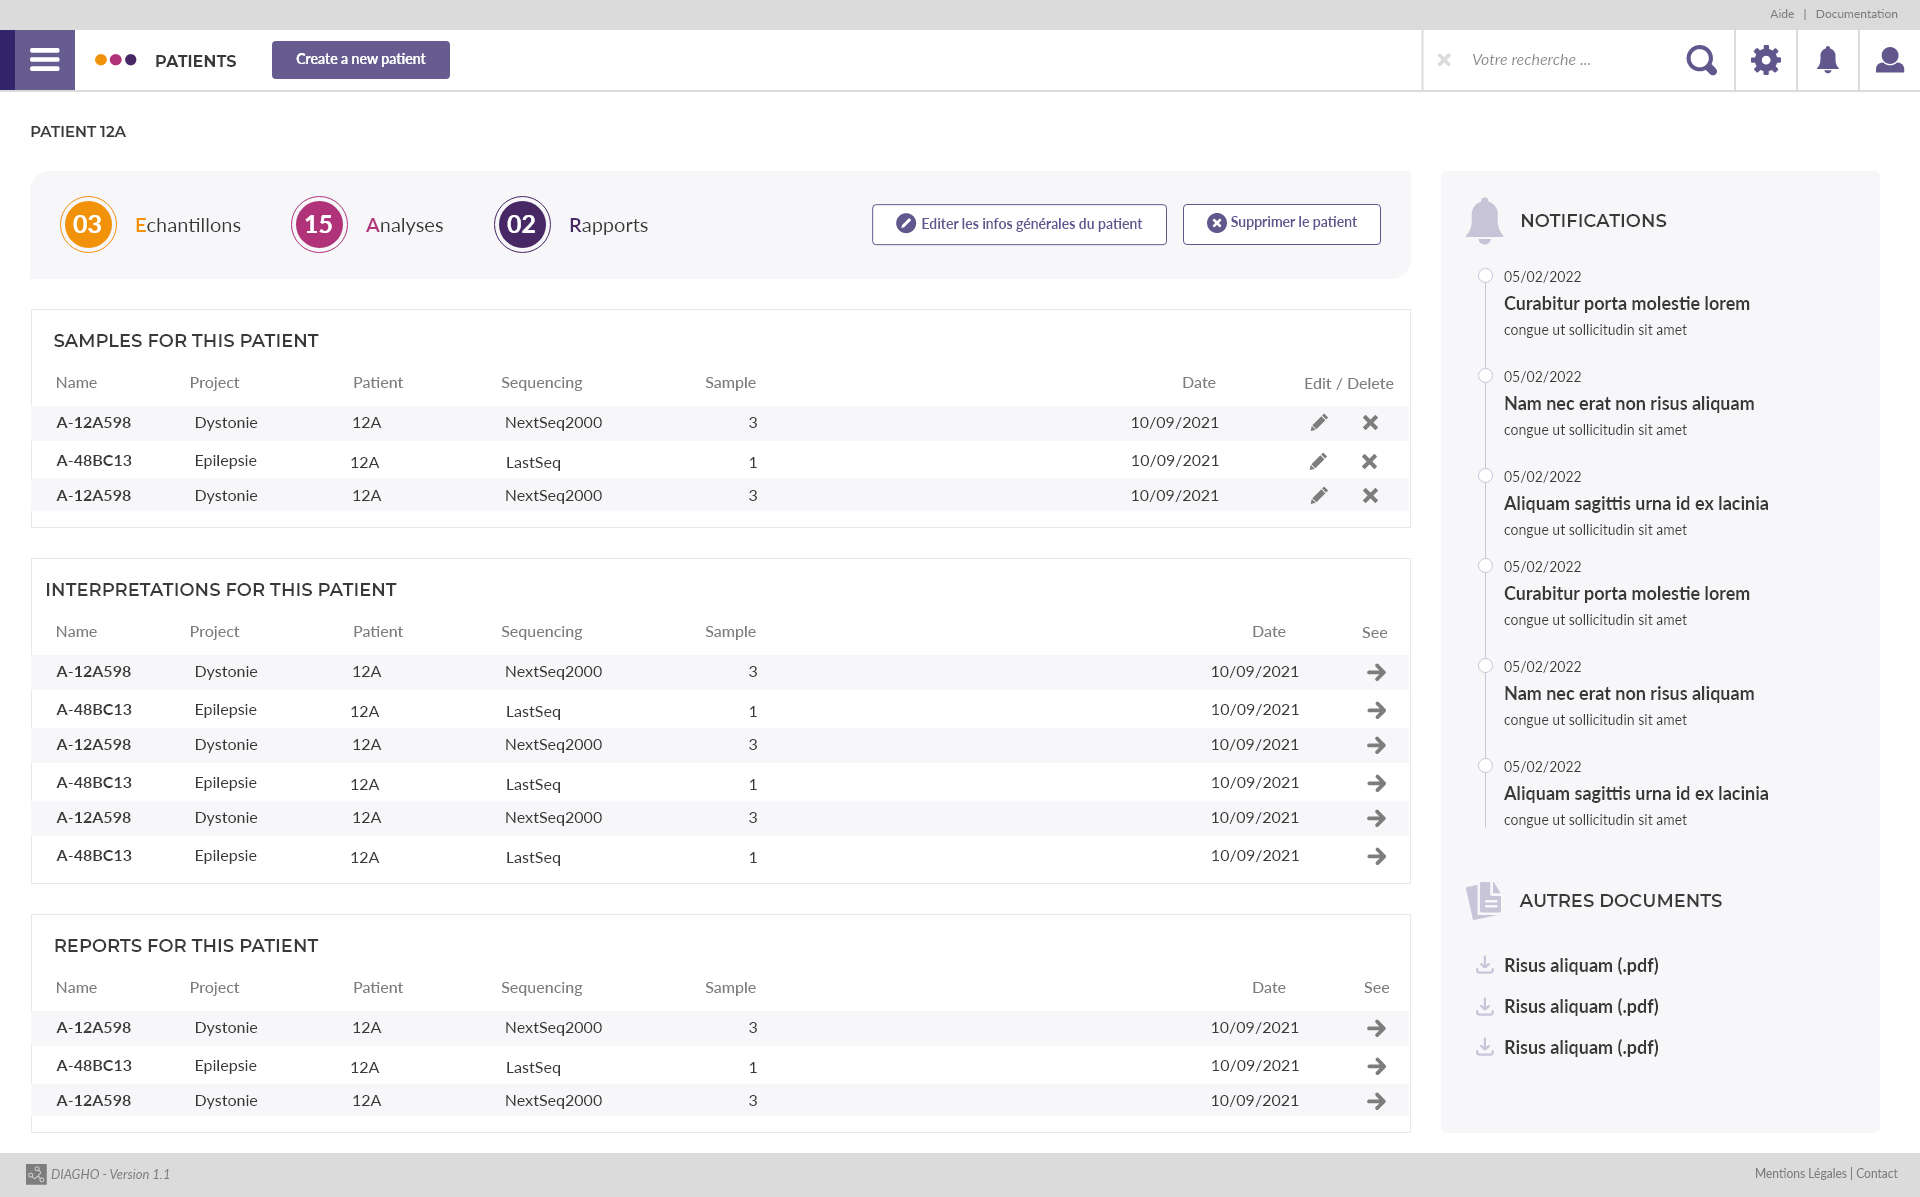 Aide | Documentation
PATIENTS
Create a new patient
Votre recherche ...
PATIENT 12A
03 Echantillons
15 Analyses
02 Rapports
Editer les infos générales du patient
Supprimer le patient
SAMPLES FOR THIS PATIENT
Name Project Patient Sequencing Sample Date Edit / Delete
A-12A598 Dystonie 12A NextSeq2000 3 10/09/2021
A-48BC13 Epilepsie 12A LastSeq 1 10/09/2021
A-12A598 Dystonie 12A NextSeq2000 3 10/09/2021
INTERPRETATIONS FOR THIS PATIENT
Name Project Patient Sequencing Sample Date See
A-12A598 Dystonie 12A NextSeq2000 3 10/09/2021
A-48BC13 Epilepsie 12A LastSeq 1 10/09/2021
A-12A598 Dystonie 12A NextSeq2000 3 10/09/2021
A-48BC13 Epilepsie 12A LastSeq 1 10/09/2021
A-12A598 Dystonie 12A NextSeq2000 3 10/09/2021
A-48BC13 Epilepsie 12A LastSeq 1 10/09/2021
REPORTS FOR THIS PATIENT
Name Project Patient Sequencing Sample Date See
A-12A598 Dystonie 12A NextSeq2000 3 10/09/2021
A-48BC13 Epilepsie 12A LastSeq 1 10/09/2021
A-12A598 Dystonie 12A NextSeq2000 3 10/09/2021
NOTIFICATIONS
05/02/2022
Curabitur porta molestie lorem
congue ut sollicitudin sit amet
05/02/2022
Nam nec erat non risus aliquam
congue ut sollicitudin sit amet
05/02/2022
Aliquam sagittis urna id ex lacinia
congue ut sollicitudin sit amet
05/02/2022
Curabitur porta molestie lorem
congue ut sollicitudin sit amet
05/02/2022
Nam nec erat non risus aliquam
congue ut sollicitudin sit amet
05/02/2022
Aliquam sagittis urna id ex lacinia
congue ut sollicitudin sit amet
AUTRES DOCUMENTS
Risus aliquam (.pdf)
Risus aliquam (.pdf)
Risus aliquam (.pdf)
DIAGHO - Version 1.1
Mentions Légales | Contact